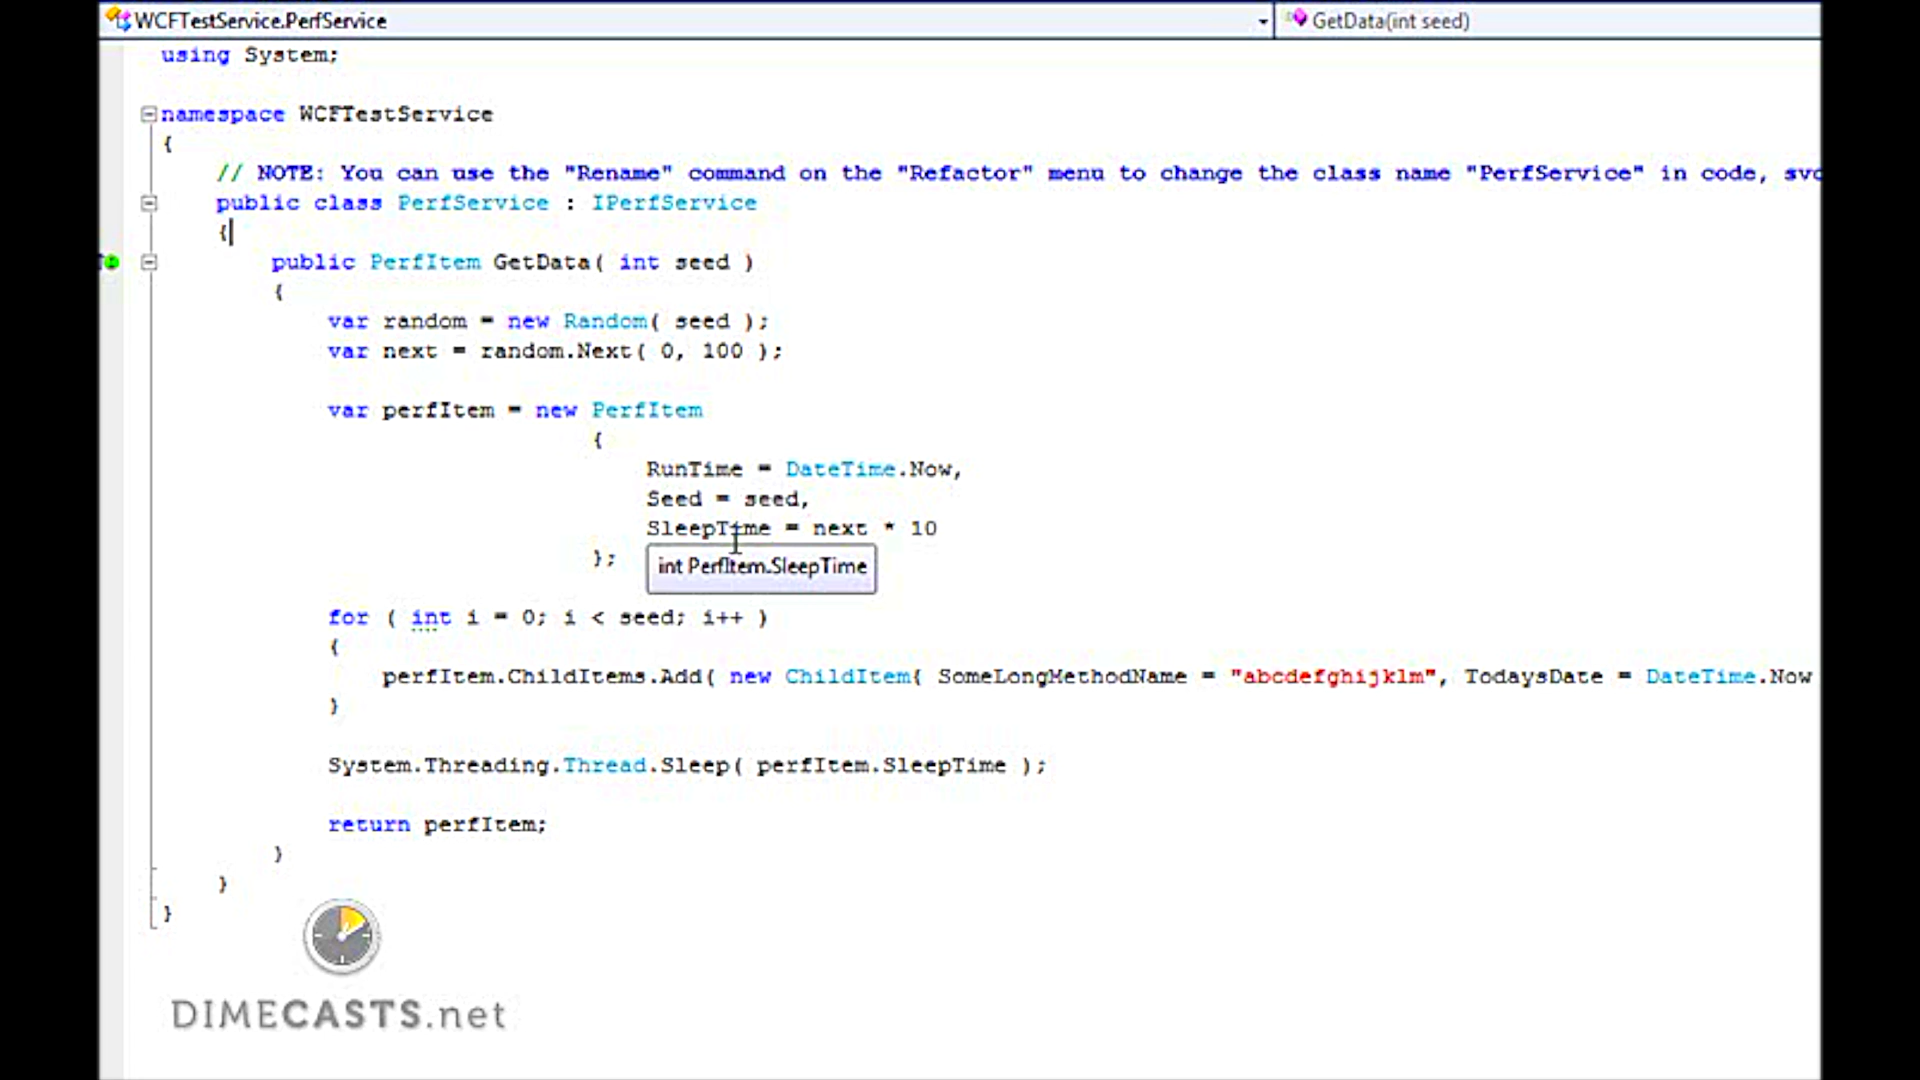 WCFTestService.PerfService GetData(int seed)
using System;
namespace WCFTestService
{
// NOTE: You can use the "Rename" command on the "Refactor" menu to change the class name "PerfService" in code, svc
public class PerfService : IPerfService
{
public PerfItem GetData( int seed )
{
var random = new Random( seed );
var next = random.Next( 0, 100 );
var perfItem = new PerfItem
{
RunTime = DateTime.Now,
Seed = seed,
SleepTime = next * 10
};
int PerfItem.SleepTime
for ( int i = 0; i < seed; i++ )
{
perfItem.ChildItems.Add( new ChildItem{ SomeLongMethodName = "abcdefghijklm", TodaysDate = DateTime.Now
}
System.Threading.Thread.Sleep( perfItem.SleepTime );
return perfItem;
}
}
}
DIMECASTS.net